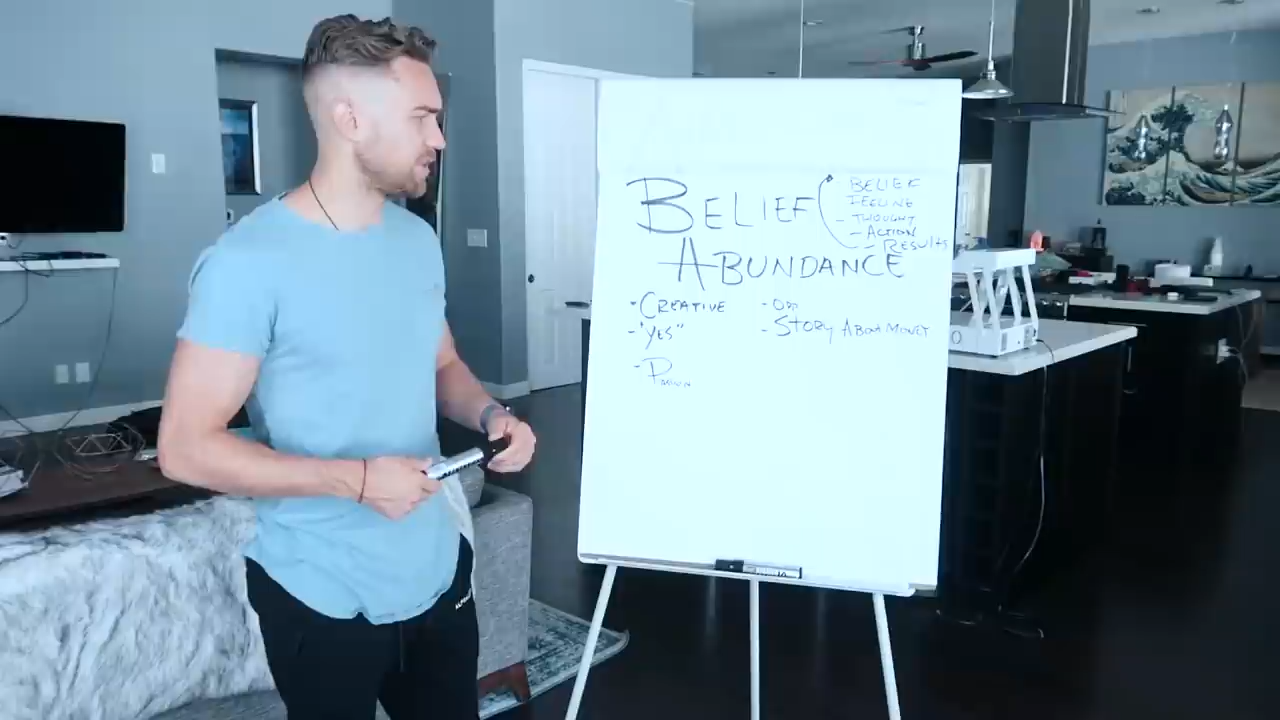 BELIEF
BELIEF
FEELING
- THOUGHT
- ACTION
- RESULTS
ABUNDANCE
- CREATIVE
- "YES"
- STORY ABOUT MONEY